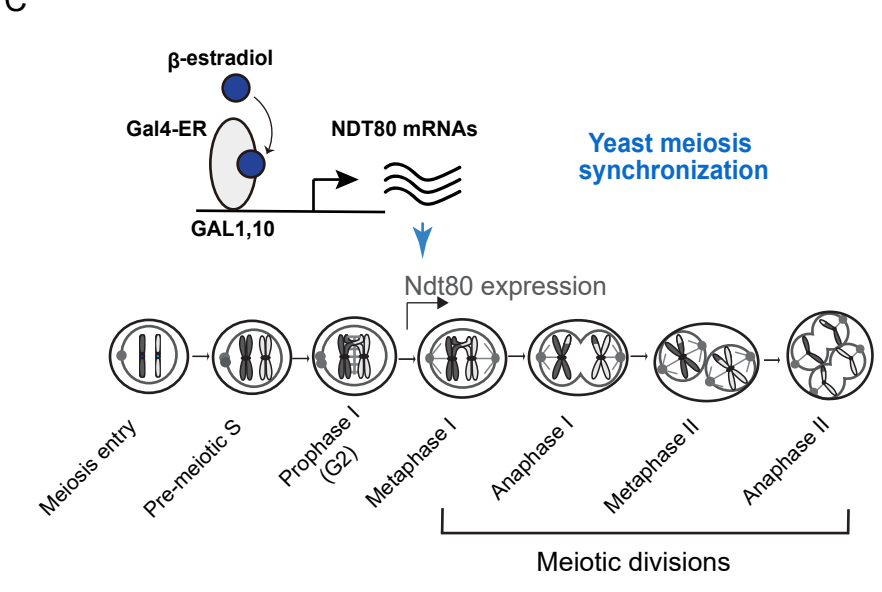 C
β-estradiol
Gal4-ER
NDT80 mRNAs
Yeast meiosis
synchronization
GAL1,10
Ndt80 expression
Meiosis entry
Pre-meiotic S
Prophase I
(G2)
Metaphase I
Anaphase I
Metaphase II
Anaphase II
Meiotic divisions